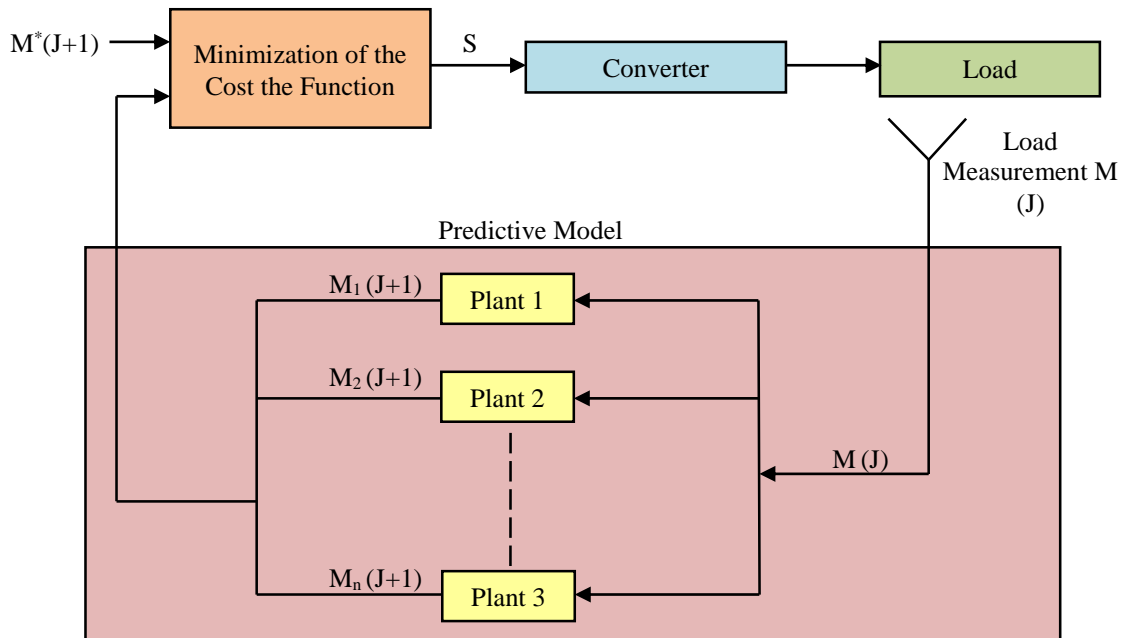 M*(J+1)
Minimization of the
Cost the Function
S
Converter
Load
Load
Measurement M
(J)
Predictive Model
M₁ (J+1)
Plant 1
M₂ (J+1)
Plant 2
M (J)
Mₙ (J+1)
Plant 3